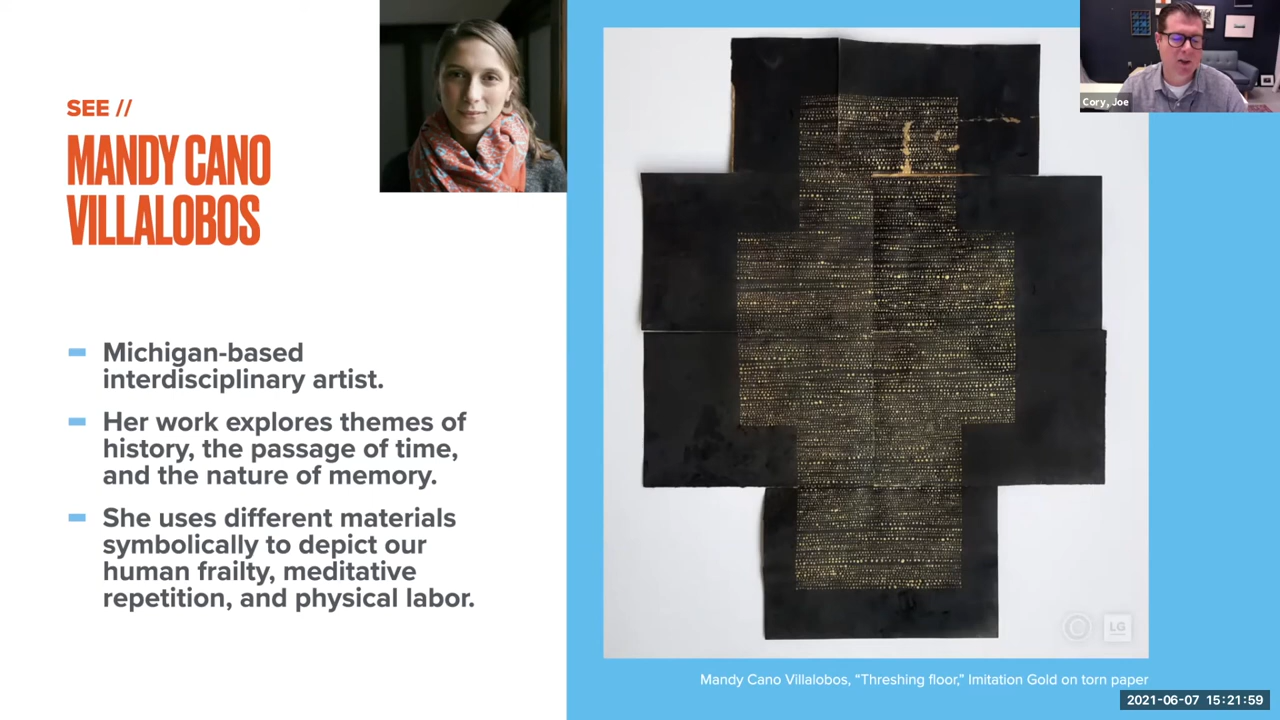 SEE //
MANDY CANO
VILLALOBOS
Michigan-based
interdisciplinary artist.
Her work explores themes of
history, the passage of time,
and the nature of memory.
She uses different materials
symbolically to depict our
human frailty, meditative
repetition, and physical labor.
Cory, Joe
©
LG
Mandy Cano Villalobos, “Threshing floor,” Imitation Gold on torn paper
2021-06-07 15:21:59